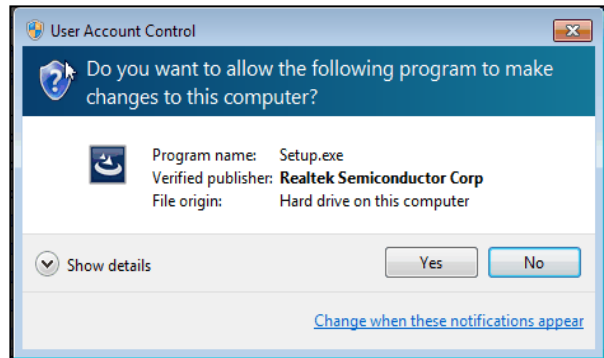 User Account Control
Do you want to allow the following program to make
changes to this computer?
Program name: Setup.exe
Verified publisher: Realtek Semiconductor Corp
File origin: Hard drive on this computer
Show details
Yes
No
Change when these notifications appear